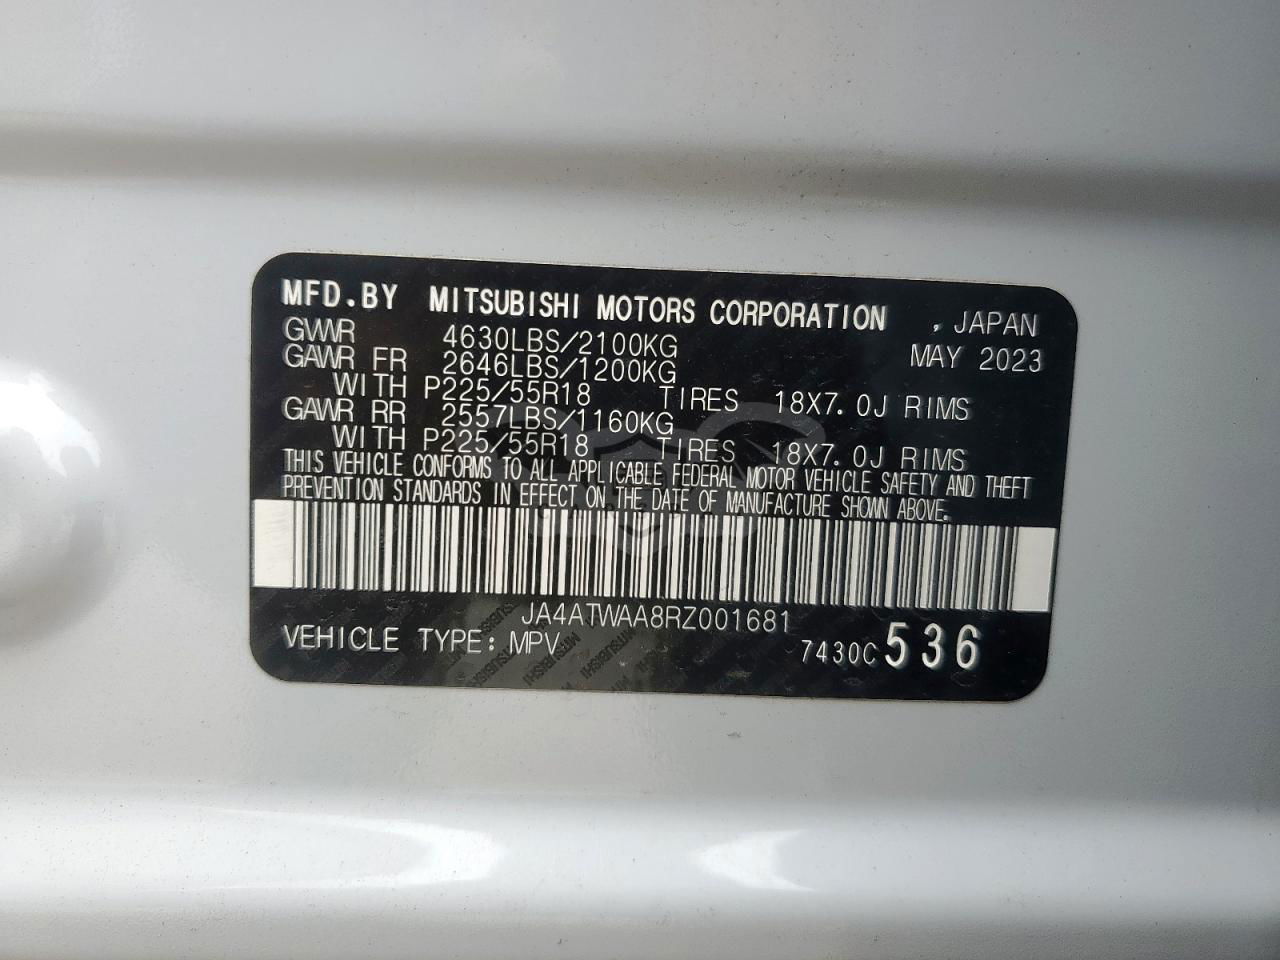 MFD.BY MITSUBISHI MOTORS CORPORATION , JAPAN
GVWR 4630LBS/2100KG MAY 2023
GAWR FR 2646LBS/1200KG
WITH P225/55R18 TIRES 18X7.0J RIMS
GAWR RR 2557LBS/1160KG
WITH P225/55R18 TIRES 18X7.0J RIMS
THIS VEHICLE CONFORMS TO ALL APPLICABLE FEDERAL MOTOR VEHICLE SAFETY AND THEFT
PREVENTION STANDARDS IN EFFECT ON THE DATE OF MANUFACTURE SHOWN ABOVE.
JA4ATWAA8RZ001681
VEHICLE TYPE: MPV 7430C 536